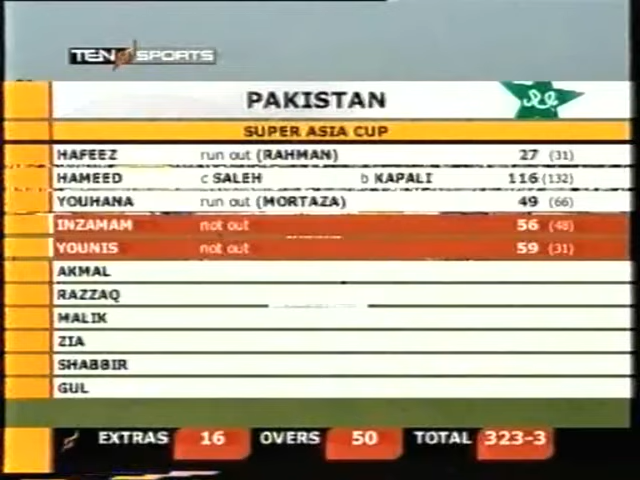 TEN SPORTS
PAKISTAN
SUPER ASIA CUP
HAFEEZ run out (RAHMAN) 27 (31)
HAMEED c SALEH b KAPALI 116 (132)
YOUHANA run out (MORTAZA) 49 (66)
INZAMAM not out 56 (48)
YOUNIS not out 59 (31)
AKMAL
RAZZAQ
MALIK
ZIA
SHABBIR
GUL
EXTRAS 16 OVERS 50 TOTAL 323-3